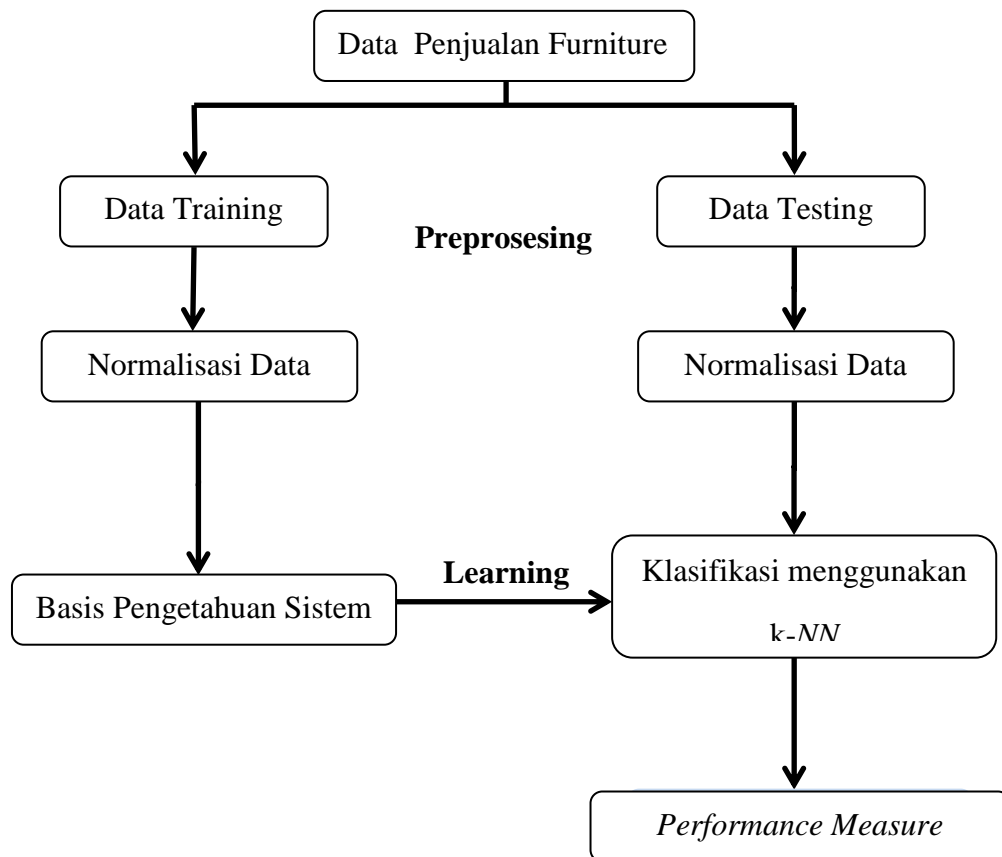 Data Penjualan Furniture
Data Training
Data Testing
Preprosesing
Normalisasi Data
Normalisasi Data
Learning
Klasifikasi menggunakan
k-NN
Basis Pengetahuan Sistem
Performance Measure